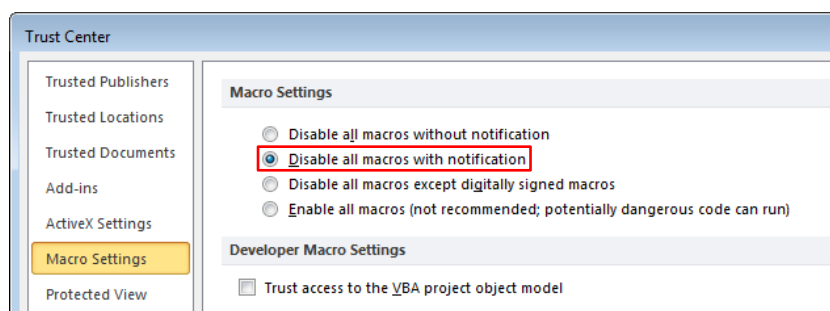 Trust Center
Trusted Publishers
Trusted Locations
Trusted Documents
Add-ins
ActiveX Settings
Macro Settings
Protected View
Macro Settings
Disable all macros without notification
Disable all macros with notification
Disable all macros except digitally signed macros
Enable all macros (not recommended; potentially dangerous code can run)
Developer Macro Settings
Trust access to the VBA project object model